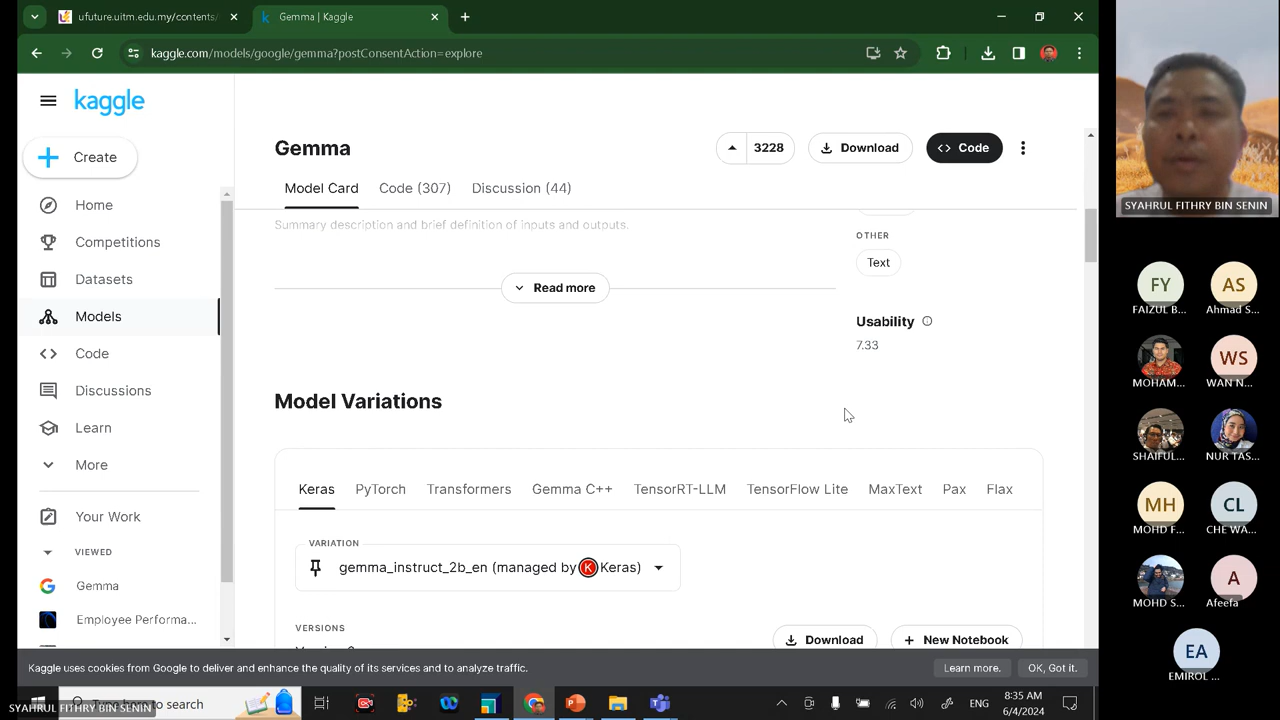 ufuture.uitm.edu.my/contents/
Gemma | Kaggle
kaggle.com/models/google/gemma?postConsentAction=explore
kaggle
Create
Home
Competitions
Datasets
Models
Code
Discussions
Learn
More
Your Work
VIEWED
Gemma
Employee Performa...
Gemma
3228
Download
<> Code
Model Card
Code (307)
Discussion (44)
Summary description and brief definition of inputs and outputs.
Read more
OTHER
Text
Usability
7.33
Model Variations
Keras
PyTorch
Transformers
Gemma C++
TensorRT-LLM
TensorFlow Lite
MaxText
Pax
Flax
VARIATION
gemma_instruct_2b_en (managed by K Keras)
VERSIONS
Download
New Notebook
Kaggle uses cookies from Google to deliver and enhance the quality of its services and to analyze traffic.
Learn more.
OK, Got it.
here to search
SYAHRUL FITHRY BIN SENIN
ENG
8:35 AM
6/4/2024
SYAHRUL FITHRY BIN SENIN
FY
FAIZUL B...
AS
Ahmad S...
MOHAM...
WS
WAN N...
SHAIFUL...
NUR TAS...
MH
MOHD F...
CL
CHE WA...
MOHD S...
A
Afeefa
EA
EMIROL ...